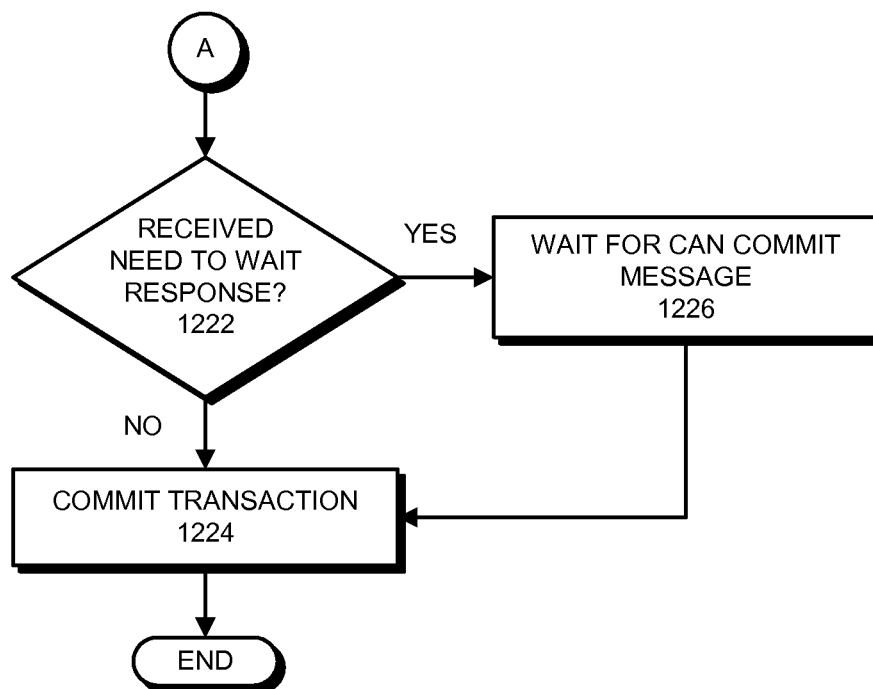 A
RECEIVED
NEED TO WAIT
RESPONSE?
1222
YES
WAIT FOR CAN COMMIT
MESSAGE
1226
NO
COMMIT TRANSACTION
1224
END